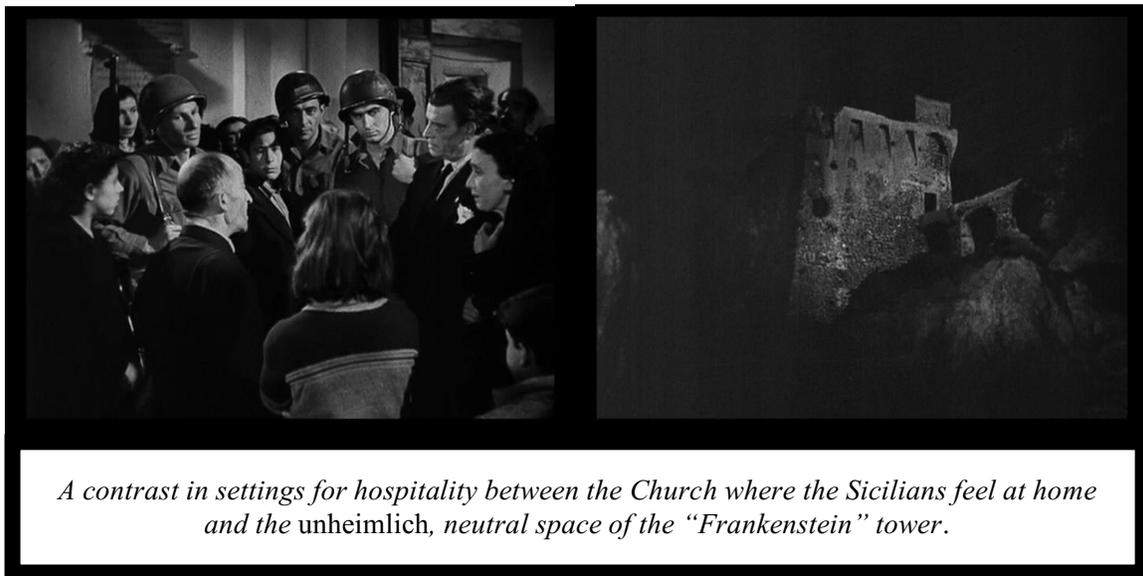 A contrast in settings for hospitality between the Church where the Sicilians feel at home
and the unheimlich, neutral space of the “Frankenstein” tower.